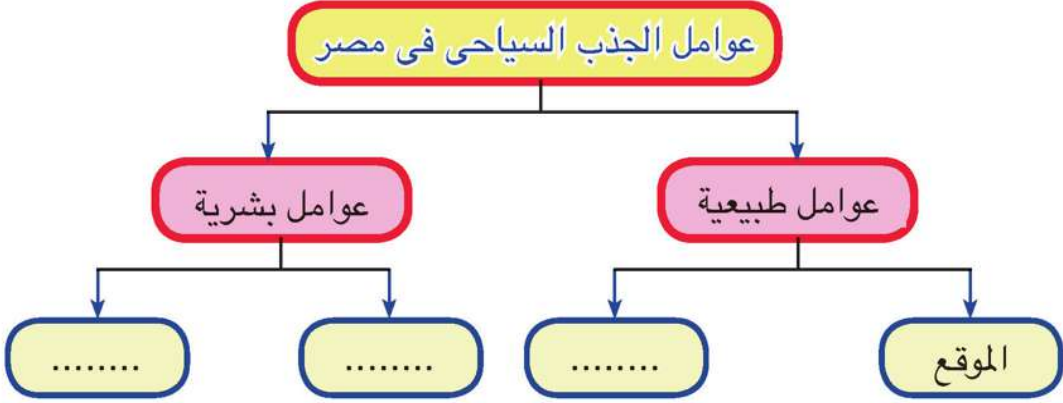 عوامل الجذب السياحى فى مصر
عوامل طبيعية
عوامل بشرية
الموقع
........
........
........